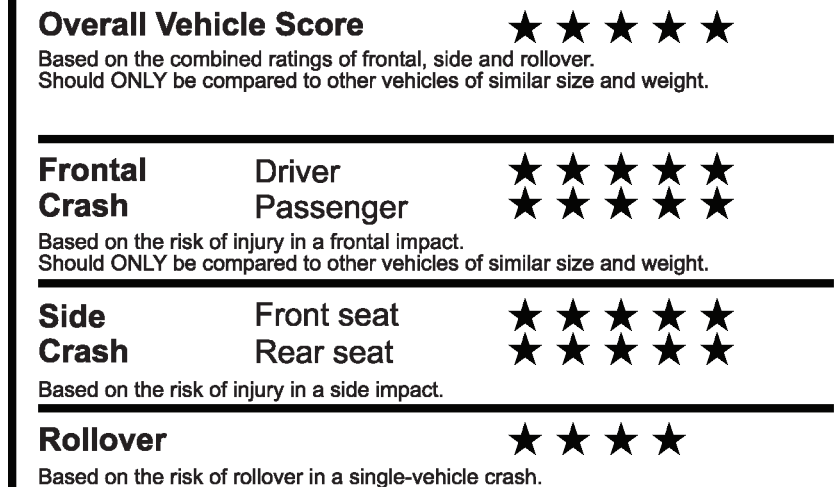 Overall Vehicle Score ★ ★ ★ ★ ★
Based on the combined ratings of frontal, side and rollover.
Should ONLY be compared to other vehicles of similar size and weight.
Frontal Driver ★ ★ ★ ★ ★
Crash Passenger ★ ★ ★ ★ ★
Based on the risk of injury in a frontal impact.
Should ONLY be compared to other vehicles of similar size and weight.
Side Front seat ★ ★ ★ ★ ★
Crash Rear seat ★ ★ ★ ★ ★
Based on the risk of injury in a side impact.
Rollover ★ ★ ★ ★
Based on the risk of rollover in a single-vehicle crash.